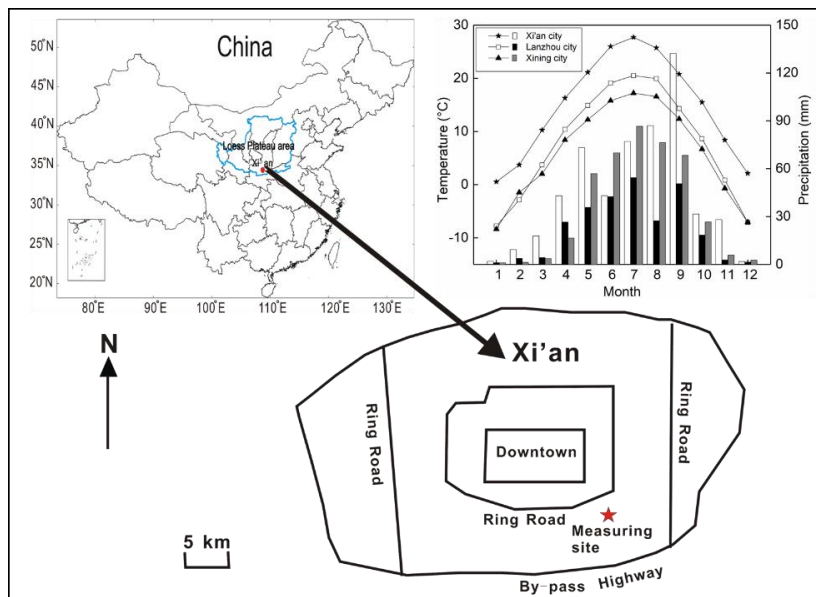 China
50°N
45°N
40°N
35°N
30°N
25°N
20°N
80°E
90°E
100°E
110°E
120°E
130°E
Loess Plateau area
Xi' an
30
20
10
0
-10
Temperature (°C)
Xi'an city
Lanzhou city
Xining city
150
120
90
60
30
0
Precipitation (mm)
1 2 3 4 5 6 7 8 9 10 11 12
Month
N
Xi'an
Ring Road
Ring Road
Downtown
Ring Road
Measuring
site
5 km
By-pass Highway